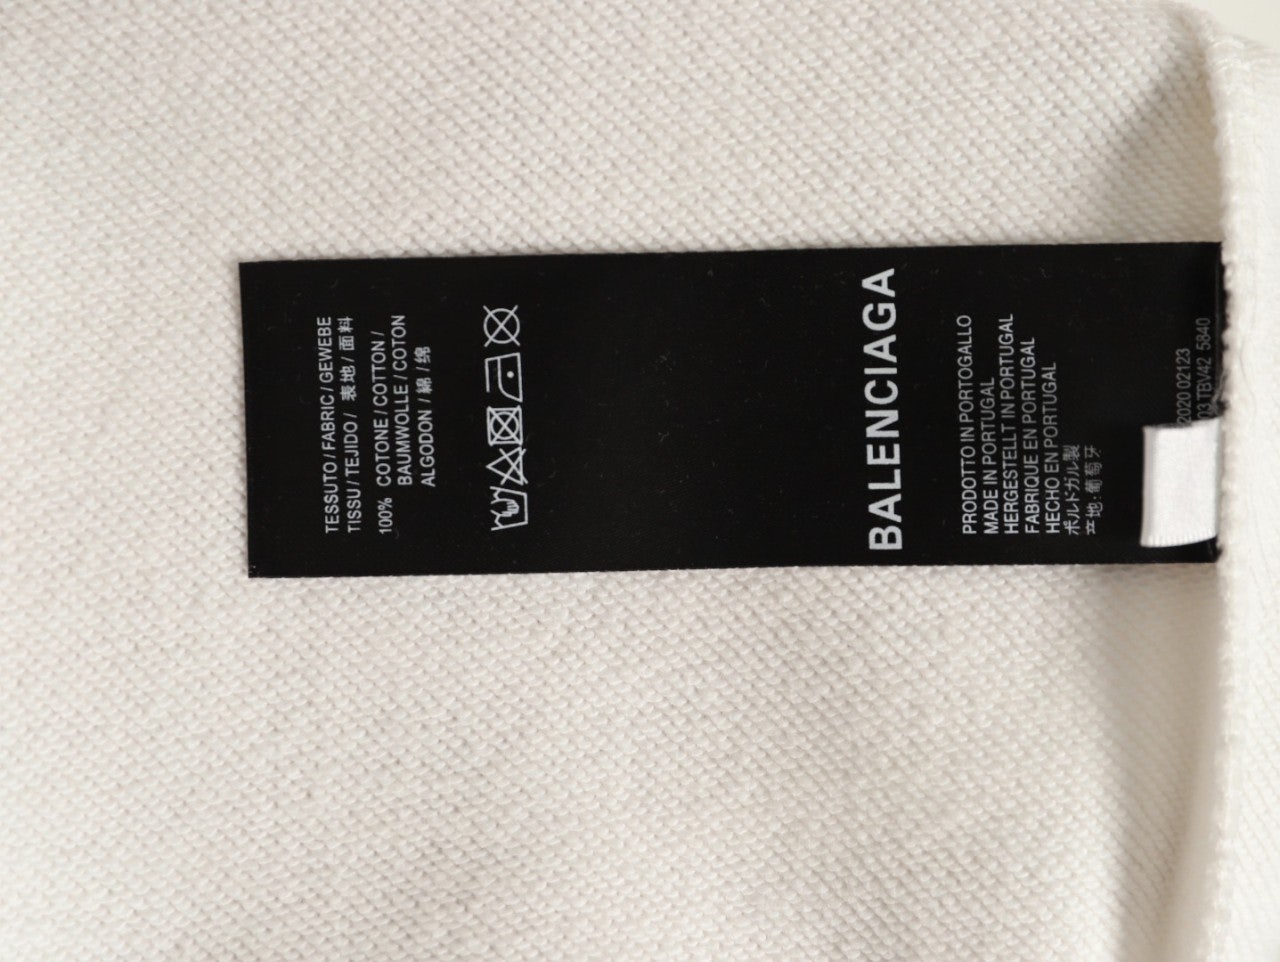 TESSUTO / FABRIC / GEWEBE
TISSU / TEJIDO / 表地 / 面料
100% COTONE / COTTON /
BAUMWOLLE / COTON
ALGODON / 綿 / 绵
BALENCIAGA
PRODOTTO IN PORTOGALLO
MADE IN PORTUGAL
HERGESTELLT IN PORTUGAL
FABRIQUE EN PORTUGAL
HECHO EN PORTUGAL
ポルドガル製
产地: 葡萄牙
2020 02123
TBV42 5840